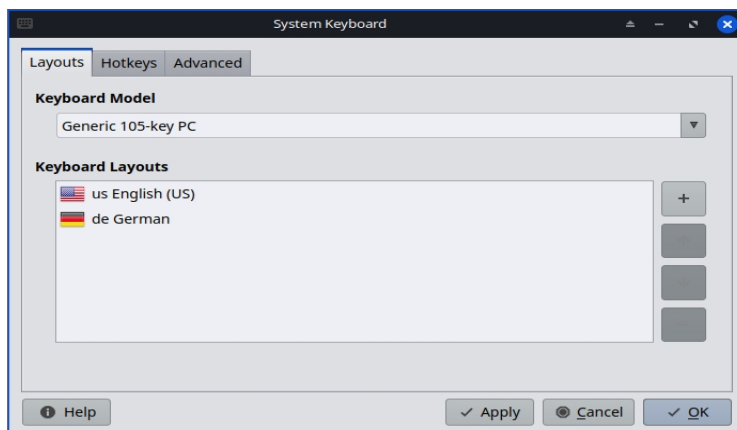 System Keyboard
Layouts Hotkeys Advanced
Keyboard Model
Generic 105-key PC
Keyboard Layouts
us English (US)
de German
+
Help Apply Cancel OK